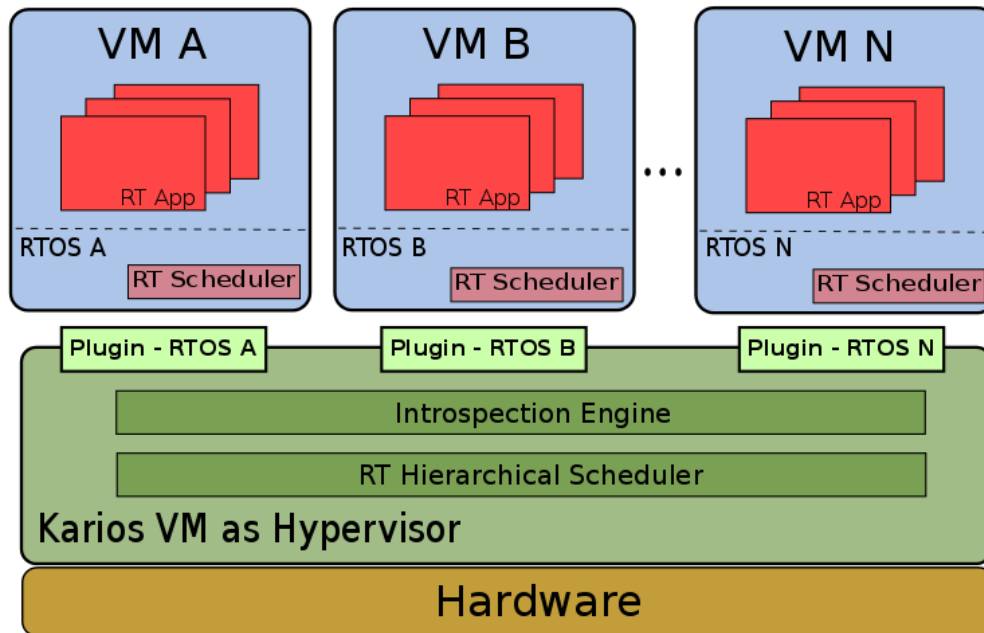 VM A
VM B
VM N
RT App
RT App
RT App
...
RTOS A
RTOS B
RTOS N
RT Scheduler
RT Scheduler
RT Scheduler
Plugin - RTOS A
Plugin - RTOS B
Plugin - RTOS N
Introspection Engine
RT Hierarchical Scheduler
Karios VM as Hypervisor
Hardware